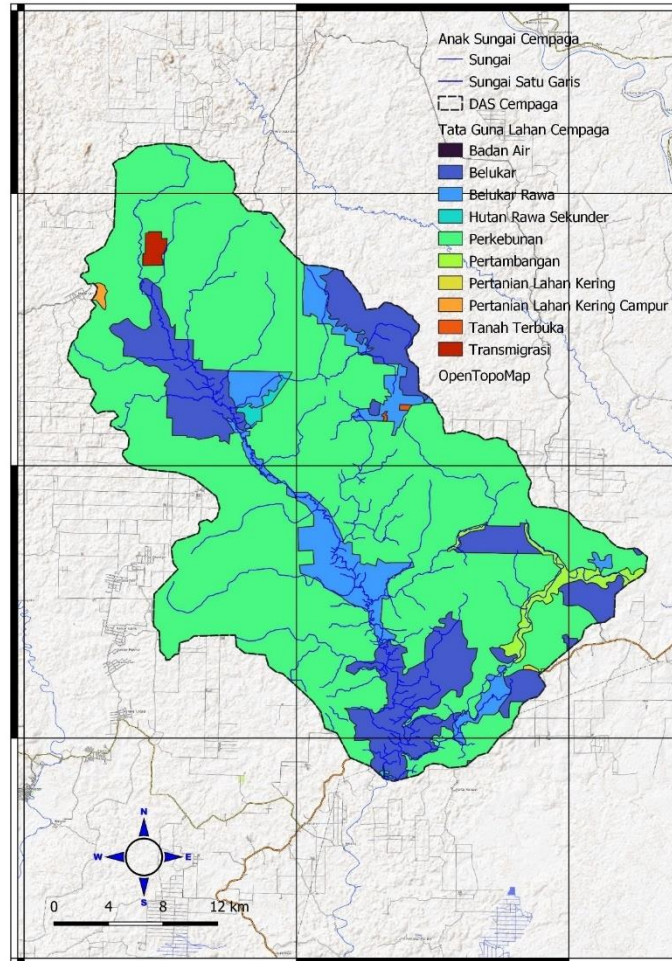 Anak Sungai Cempaga
Sungai
Sungai Satu Garis
DAS Cempaga
Tata Guna Lahan Cempaga
Badan Air
Belukar
Belukar Rawa
Hutan Rawa Sekunder
Perkebunan
Pertambangan
Pertanian Lahan Kering
Pertanian Lahan Kering Campur
Tanah Terbuka
Transmigrasi
OpenTopoMap
N
W
E
S
0 4 8 12 km